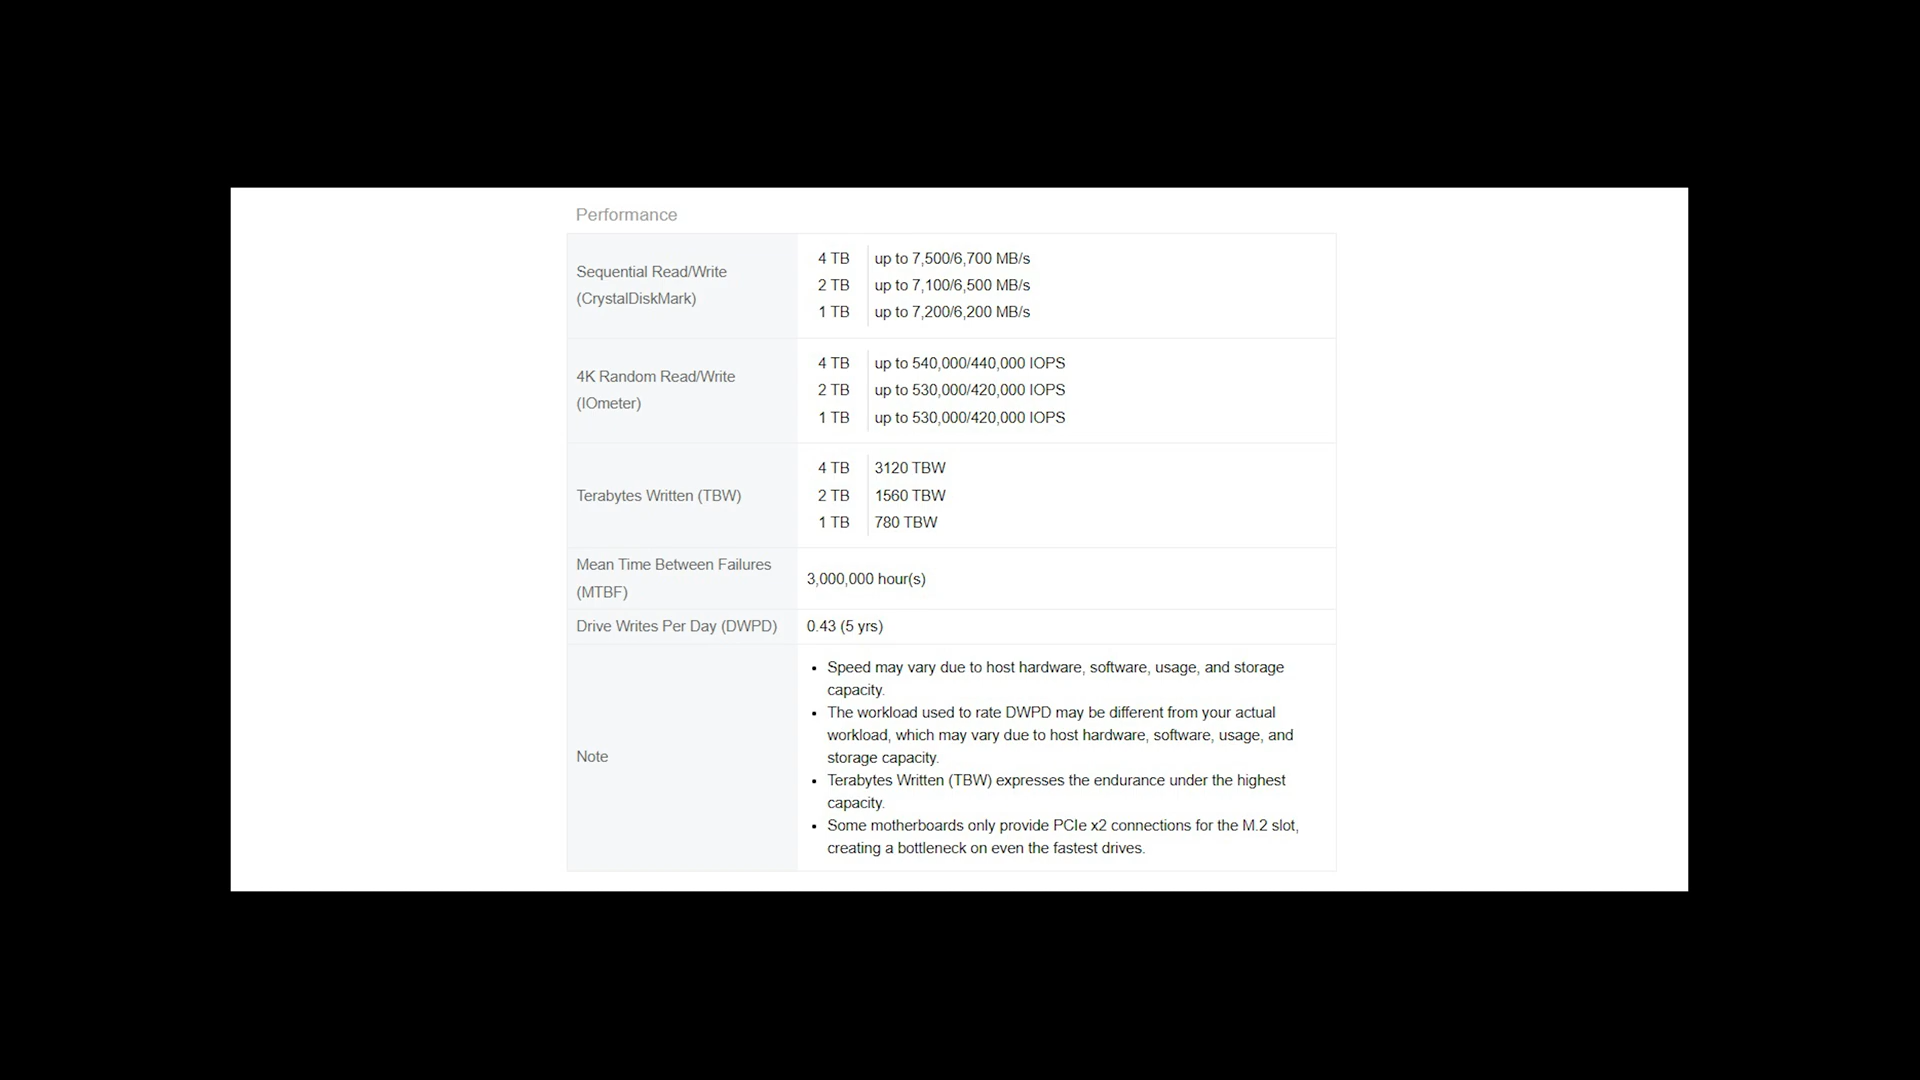 Performance
Sequential Read/Write
(CrystalDiskMark)
4 TB up to 7,500/6,700 MB/s
2 TB up to 7,100/6,500 MB/s
1 TB up to 7,200/6,200 MB/s
4K Random Read/Write
(IOmeter)
4 TB up to 540,000/440,000 IOPS
2 TB up to 530,000/420,000 IOPS
1 TB up to 530,000/420,000 IOPS
Terabytes Written (TBW)
4 TB 3120 TBW
2 TB 1560 TBW
1 TB 780 TBW
Mean Time Between Failures
(MTBF)
3,000,000 hour(s)
Drive Writes Per Day (DWPD) 0.43 (5 yrs)
Note
• Speed may vary due to host hardware, software, usage, and storage
capacity.
• The workload used to rate DWPD may be different from your actual
workload, which may vary due to host hardware, software, usage, and
storage capacity.
• Terabytes Written (TBW) expresses the endurance under the highest
capacity.
• Some motherboards only provide PCIe x2 connections for the M.2 slot,
creating a bottleneck on even the fastest drives.